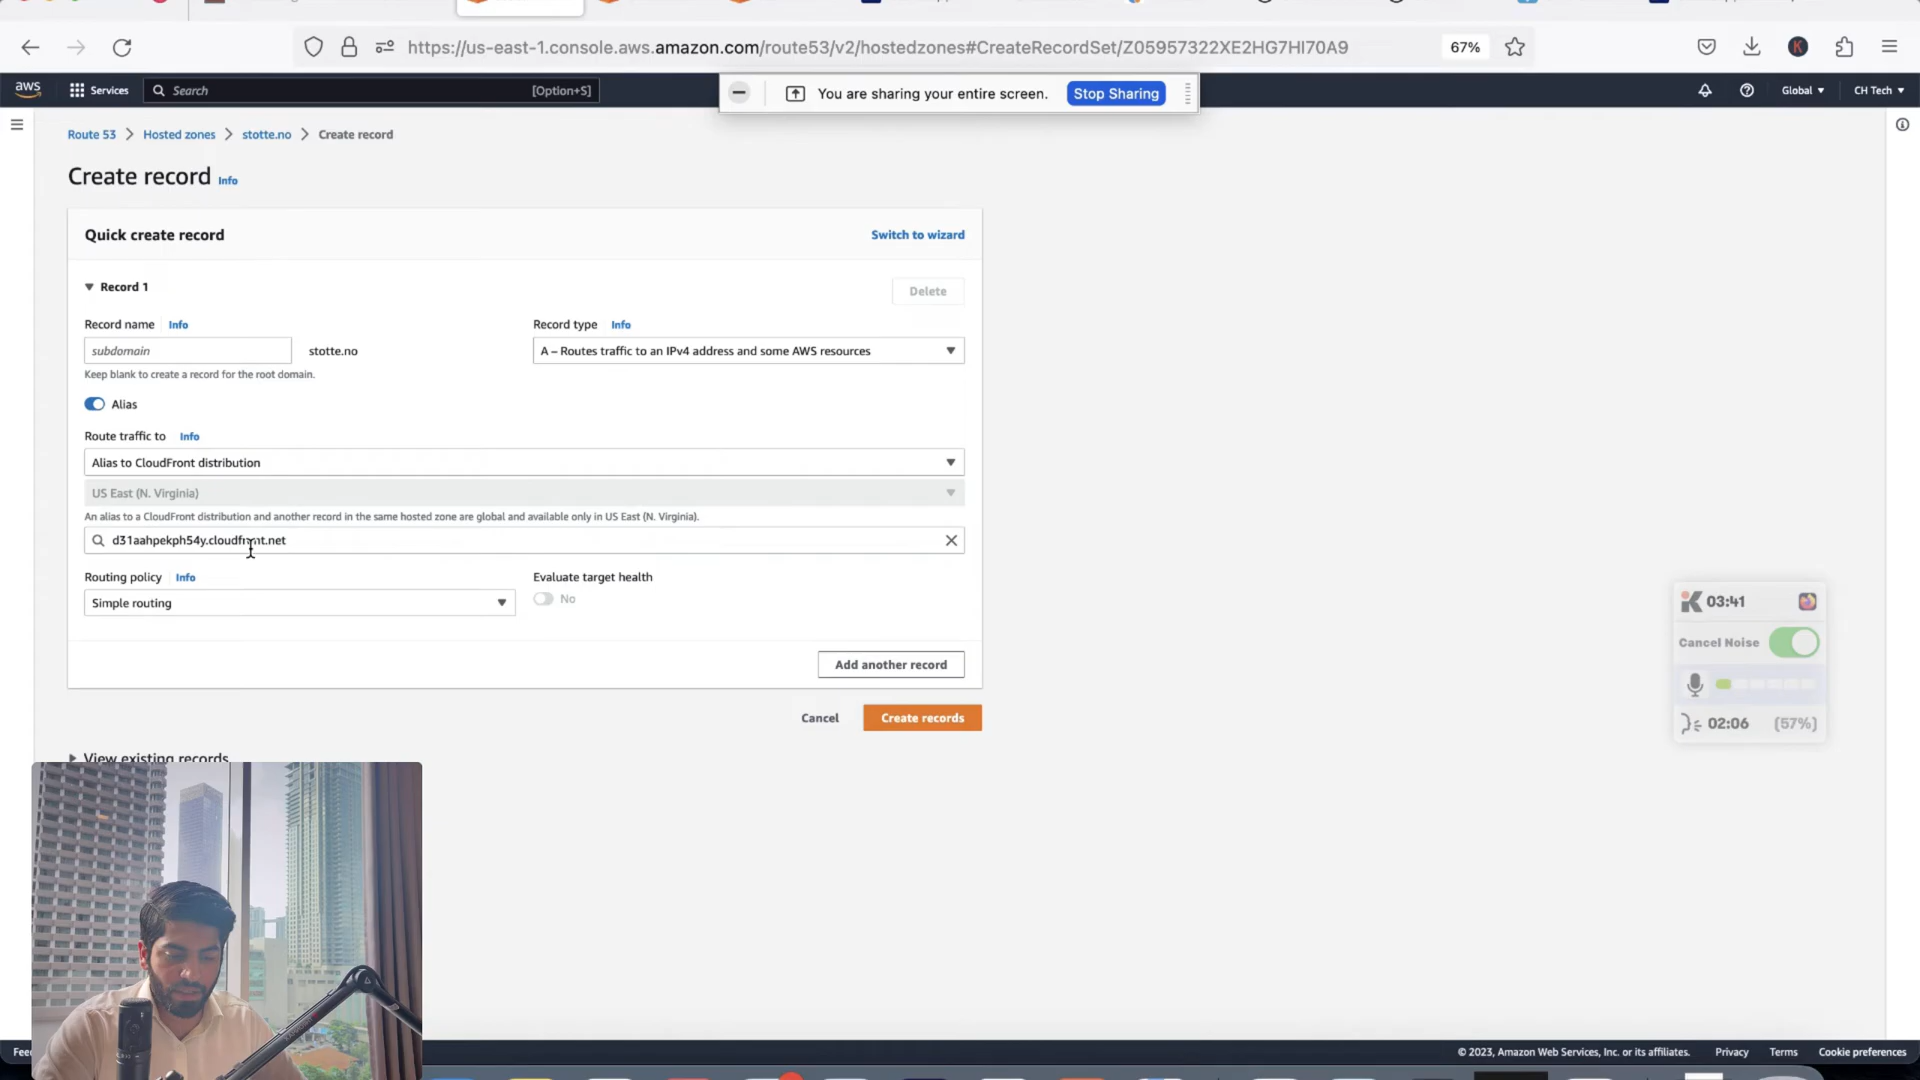 https://us-east-1.console.aws.amazon.com/route53/v2/hostedzones#CreateRecordSet/Z05957322XE2HG7HI70A9
67%
K
aws
Services
Search
[Option+S]
You are sharing your entire screen.
Stop Sharing
Global
CH Tech
Route 53
Hosted zones
stotte.no
Create record
Create record
Info
Quick create record
Switch to wizard
Record 1
Delete
Record name
Info
Record type
Info
subdomain
stotte.no
A – Routes traffic to an IPv4 address and some AWS resources
Keep blank to create a record for the root domain.
Alias
Route traffic to
Info
Alias to CloudFront distribution
US East (N. Virginia)
An alias to a CloudFront distribution and another record in the same hosted zone are global and available only in US East (N. Virginia).
d31aahpekph54y.cloudfront.net
Routing policy
Info
Evaluate target health
Simple routing
No
Add another record
Cancel
Create records
View existing records
03:41
Cancel Noise
02:06
(57%)
© 2023, Amazon Web Services, Inc. or its affiliates.
Privacy
Terms
Cookie preferences